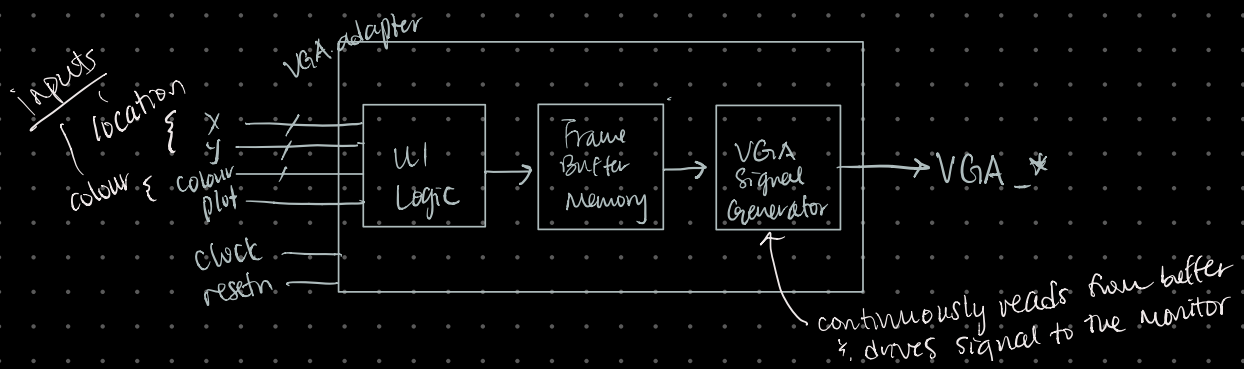 VGA adapter
inputs
location {
x
y
colour { colour
plot
clock
resetn
UI
Logic
Frame
Buffer
Memory
VGA
Signal
Generator
VGA_*
continuously reads from buffer
& drives signal to the monitor